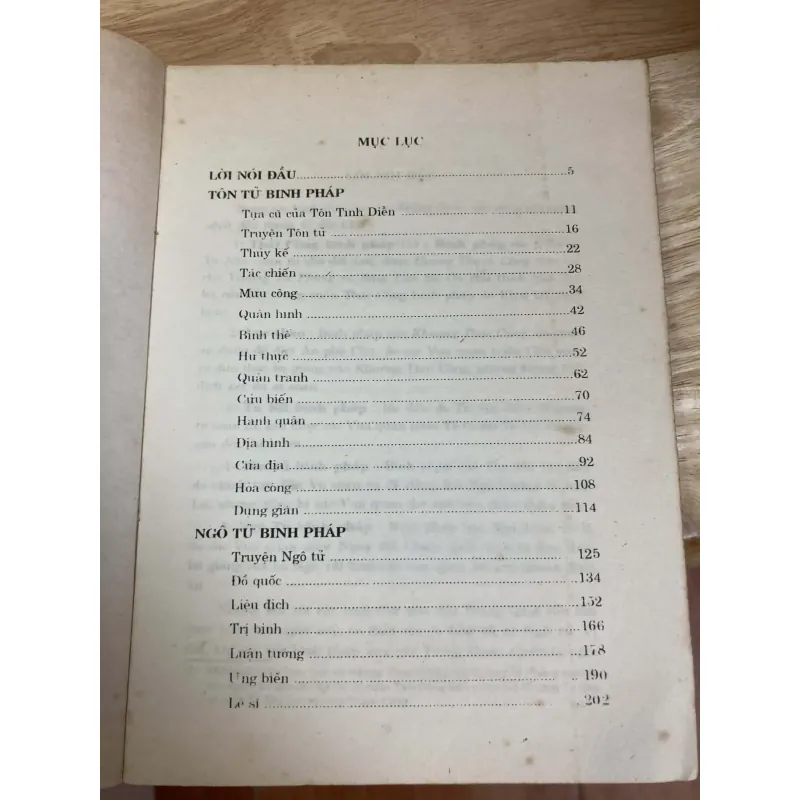 MỤC LỤC
LỜI NÓI ĐẦU....................5
TÔN TỬ BINH PHÁP
Tựa cũ của Tôn Tinh Diễn....................11
Truyện Tôn tử....................16
Thủy kế....................22
Tác chiến....................28
Mưu công....................34
Quân hình....................42
Binh thế....................46
Hư thực....................52
Quân tranh....................62
Cửu biến....................70
Hành quân....................74
Địa hình....................84
Cửa địa....................92
Hỏa công....................108
Dụng gián....................114
NGÔ TỬ BINH PHÁP
Truyện Ngô tử....................125
Đồ quốc....................134
Liệu địch....................152
Trị binh....................166
Luận tướng....................178
Ứng biến....................190
Lệ sĩ....................202